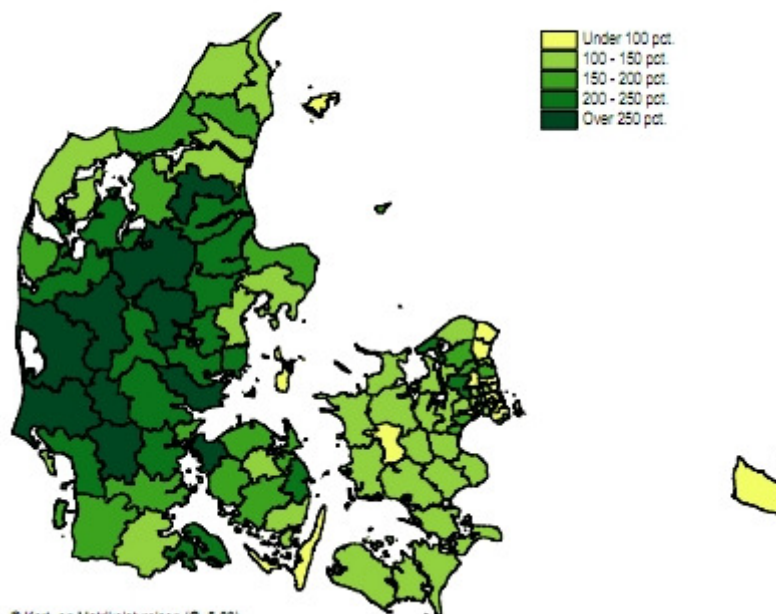 Under 100 pct.
100 - 150 pct.
150 - 200 pct.
200 - 250 pct.
Over 250 pct.